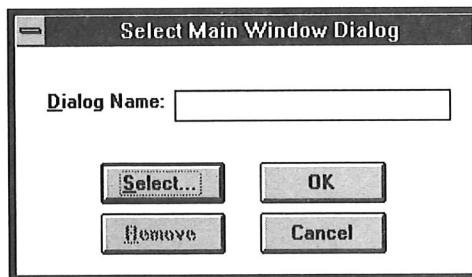 Select Main Window Dialog
Dialog Name:
Select... OK
Remove Cancel